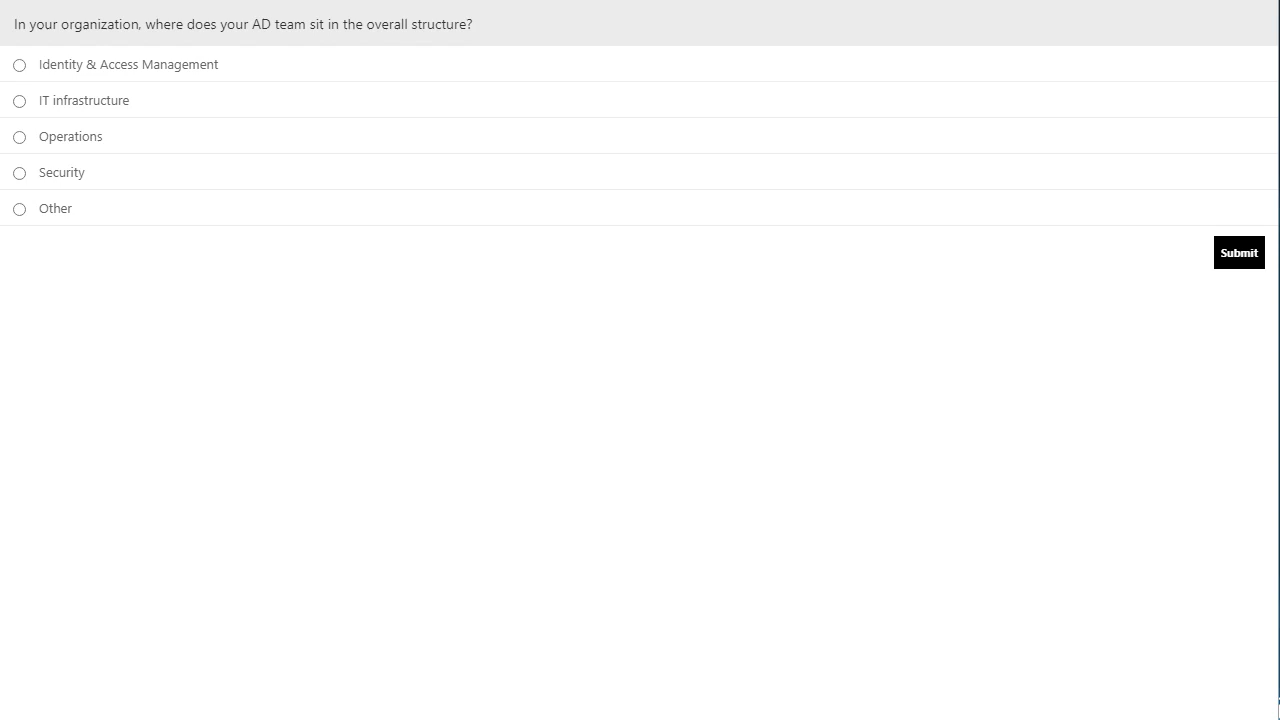 In your organization, where does your AD team sit in the overall structure?
Identity & Access Management
IT infrastructure
Operations
Security
Other
Submit